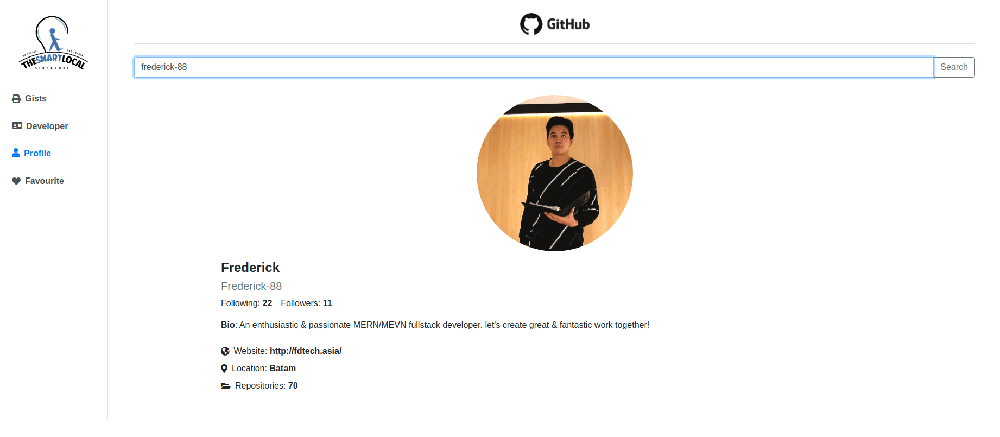 THESMARTLOCAL
GitHub
frederick-88
Search
Gists
Developer
Profile
Favourite
Frederick
Frederick-88
Following: 22 Followers: 11
Bio: An enthusiastic & passionate MERN/MEVN fullstack developer. let's create great & fantastic work together!
Website: http://fdtech.asia/
Location: Batam
Repositories: 70